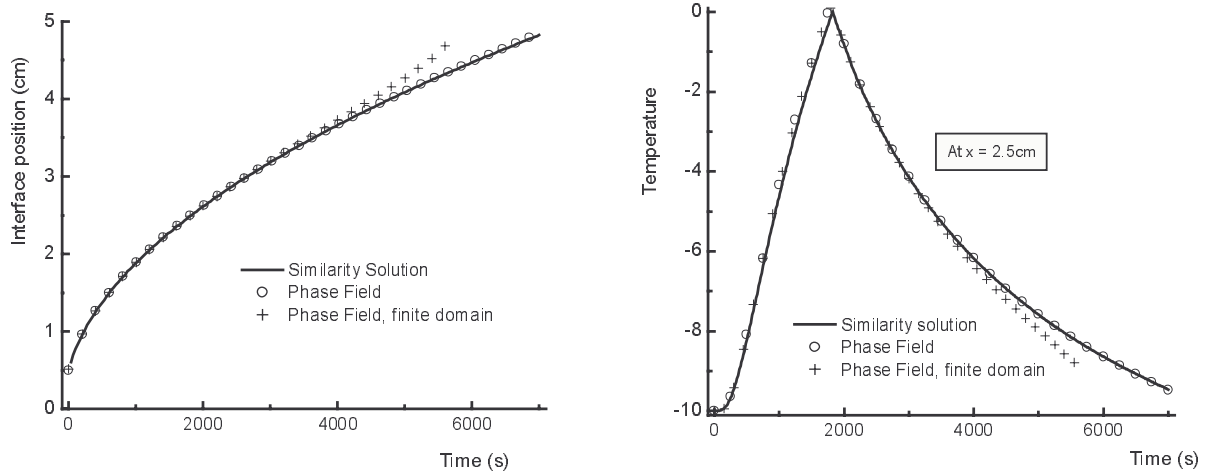 5
4
3
2
1
0
Interface position (cm)
Similarity Solution
Phase Field
Phase Field, finite domain
0 2000 4000 6000
Time (s)
0
-2
-4
-6
-8
-10
Temperature
At x = 2.5cm
Similarity solution
Phase Field
Phase Field, finite domain
0 2000 4000 6000
Time (s)